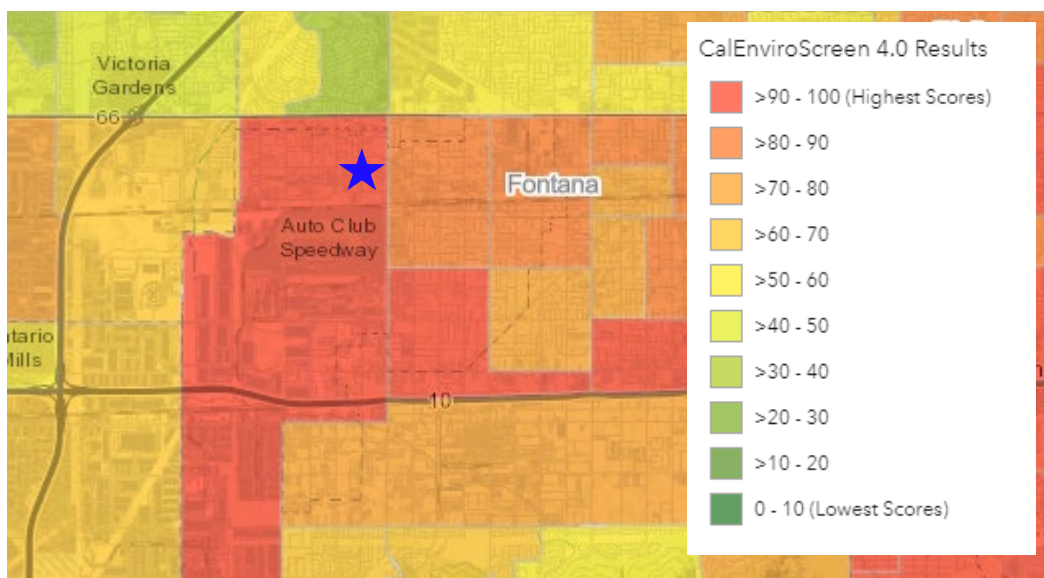 Victoria
Gardens
66
Fontana
Auto Club
Speedway
Mills
10
CalEnviroScreen 4.0 Results
>90 - 100 (Highest Scores)
>80 - 90
>70 - 80
>60 - 70
>50 - 60
>40 - 50
>30 - 40
>20 - 30
>10 - 20
0 - 10 (Lowest Scores)